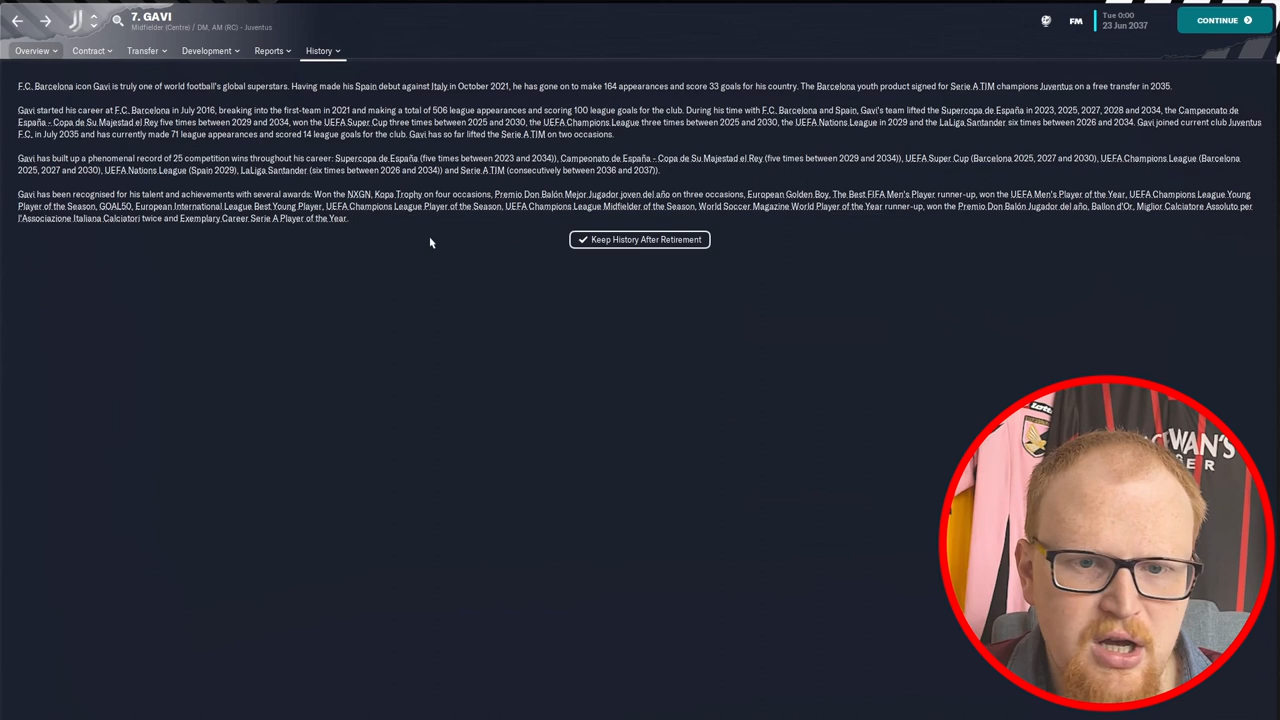 7. GAVI
Midfielder (Centre) / DM, AM (RC) - Juventus
FM
Tue 0:00
23 Jun 2037
CONTINUE
Overview
Contract
Transfer
Development
Reports
History
F.C. Barcelona icon Gavi is truly one of world football's global superstars. Having made his Spain debut against Italy in October 2021, he has gone on to make 164 appearances and score 33 goals for his country. The Barcelona youth product signed for Serie A TIM champions Juventus on a free transfer in 2035.
Gavi started his career at F.C. Barcelona in July 2016, breaking into the first-team in 2021 and making a total of 506 league appearances and scoring 100 league goals for the club. During his time with F.C. Barcelona and Spain, Gavi's team lifted the Supercopa de España in 2023, 2025, 2027, 2028 and 2034, the Campeonato de
España - Copa de Su Majestad el Rey five times between 2029 and 2034, won the UEFA Super Cup three times between 2025 and 2030, the UEFA Champions League three times between 2025 and 2030, the UEFA Nations League in 2029 and the LaLiga Santander six times between 2026 and 2034. Gavi joined current club Juventus
F.C. in July 2035 and has currently made 71 league appearances and scored 14 league goals for the club. Gavi has so far lifted the Serie A TIM on two occasions.
Gavi has built up a phenomenal record of 25 competition wins throughout his career: Supercopa de España (five times between 2023 and 2034)), Campeonato de España - Copa de Su Majestad el Rey (five times between 2029 and 2034)), UEFA Super Cup (Barcelona 2025, 2027 and 2030), UEFA Champions League (Barcelona
2025, 2027 and 2030), UEFA Nations League (Spain 2029), LaLiga Santander (six times between 2026 and 2034)) and Serie A TIM (consecutively between 2036 and 2037)).
Gavi has been recognised for his talent and achievements with several awards: Won the NXGN, Kopa Trophy on four occasions, Premio Don Balón Mejor Jugador joven del año on three occasions, European Golden Boy, The Best FIFA Men's Player runner-up, won the UEFA Men's Player of the Year, UEFA Champions League Young
Player of the Season, GOAL50, European International League Best Young Player, UEFA Champions League Player of the Season, UEFA Champions League Midfielder of the Season, World Soccer Magazine World Player of the Year runner-up, won the Premio Don Balón Jugador del año, Ballon d'Or, Miglior Calciatore Assoluto per
l'Associazione Italiana Calciatori twice and Exemplary Career Serie A Player of the Year.
Keep History After Retirement